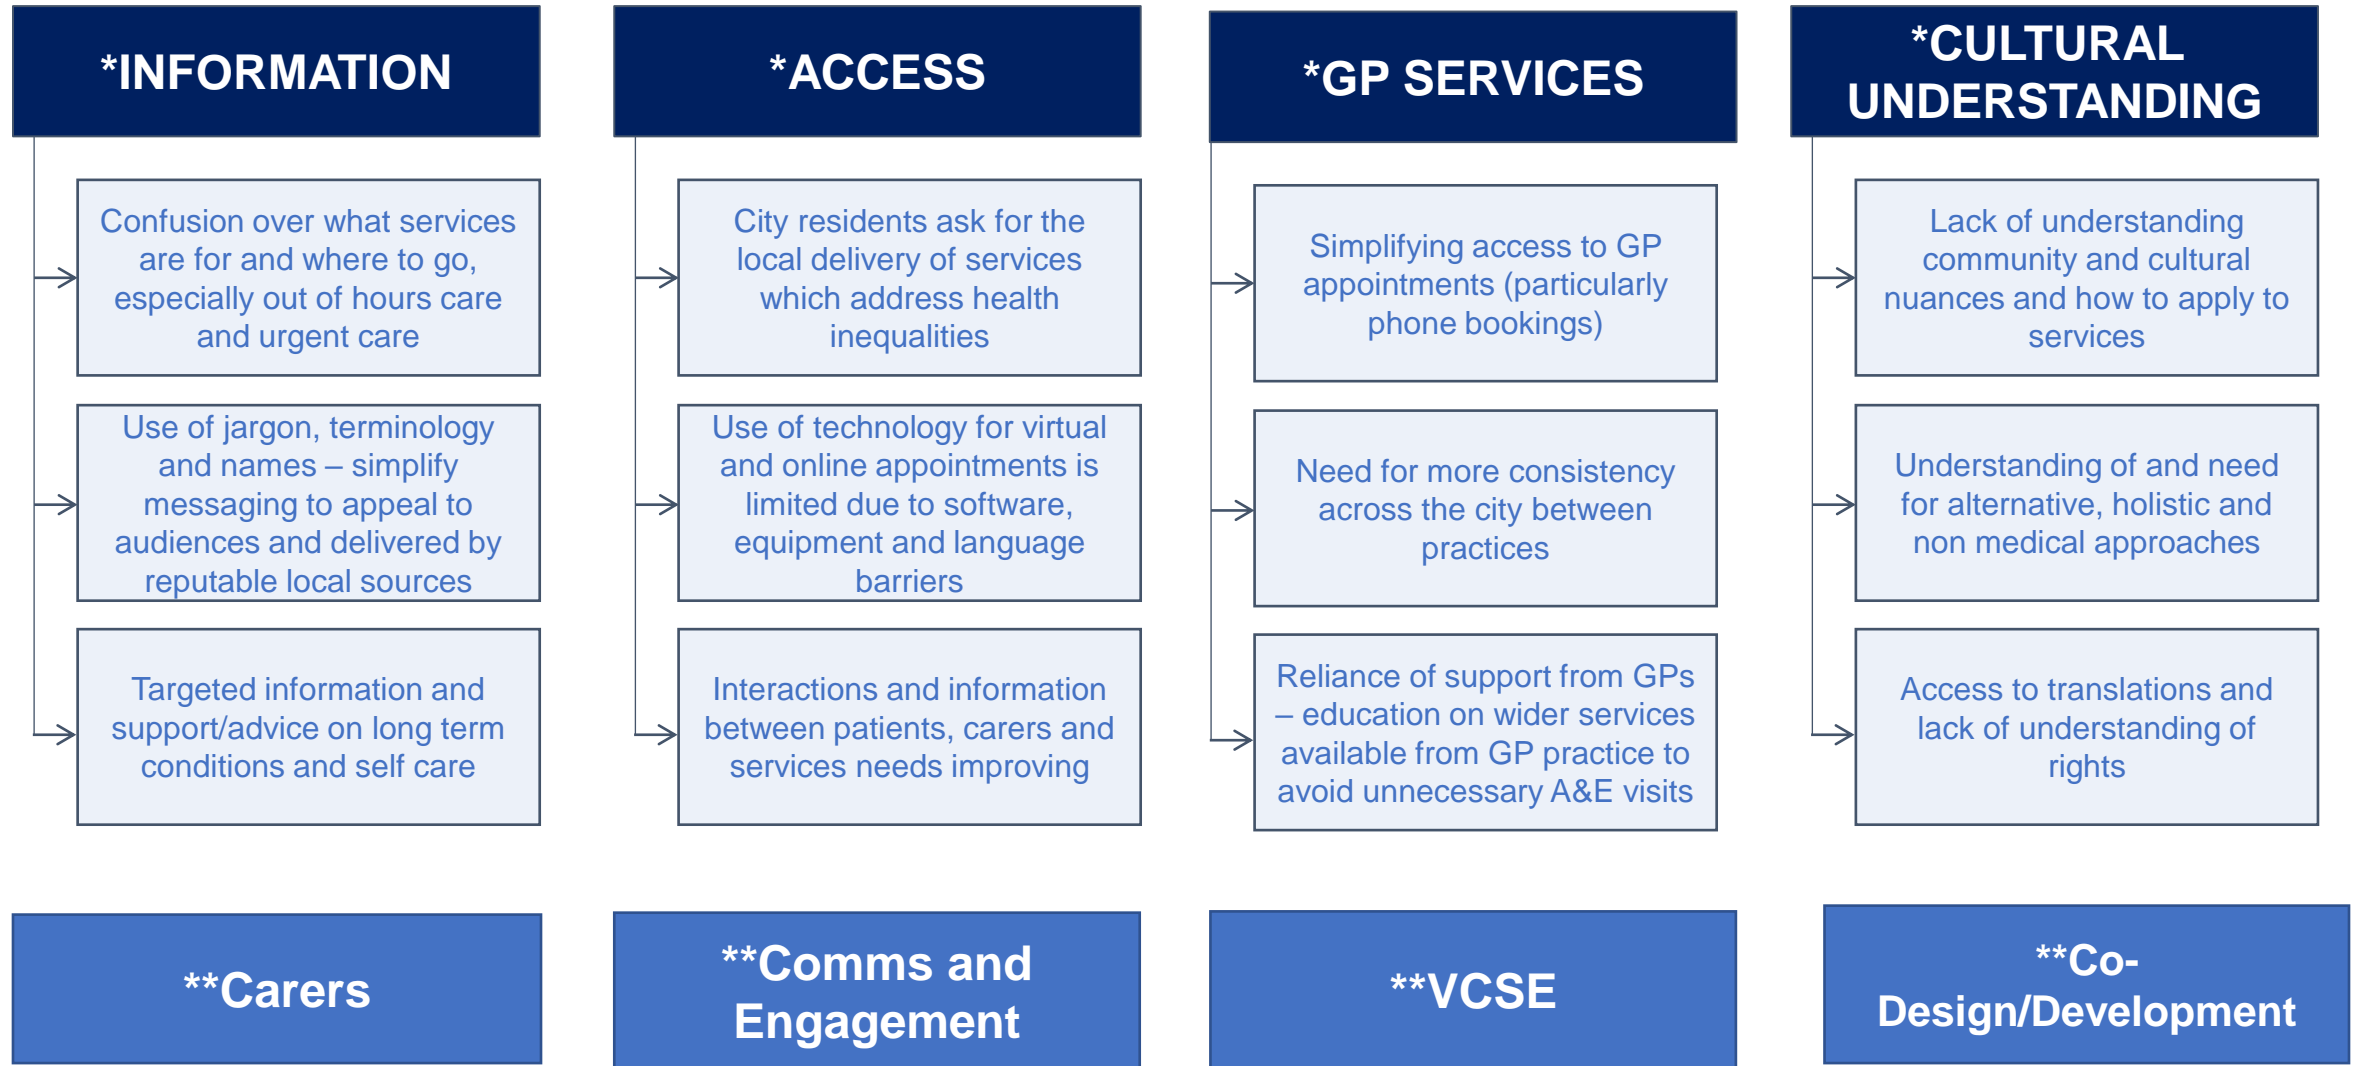 *INFORMATION
Confusion over what services
are for and where to go,
especially out of hours care
and urgent care
Use of jargon, terminology
and names – simplify
messaging to appeal to
audiences and delivered by
reputable local sources
Targeted information and
support/advice on long term
conditions and self care
*ACCESS
City residents ask for the
local delivery of services
which address health
inequalities
Use of technology for virtual
and online appointments is
limited due to software,
equipment and language
barriers
Interactions and information
between patients, carers and
services needs improving
*GP SERVICES
Simplifying access to GP
appointments (particularly
phone bookings)
Need for more consistency
across the city between
practices
Reliance of support from GPs
– education on wider services
available from GP practice to
avoid unnecessary A&E visits
*CULTURAL
UNDERSTANDING
Lack of understanding
community and cultural
nuances and how to apply to
services
Understanding of and need
for alternative, holistic and
non medical approaches
Access to translations and
lack of understanding of
rights
**Carers
**Comms and
Engagement
**VCSE
**Co-
Design/Development